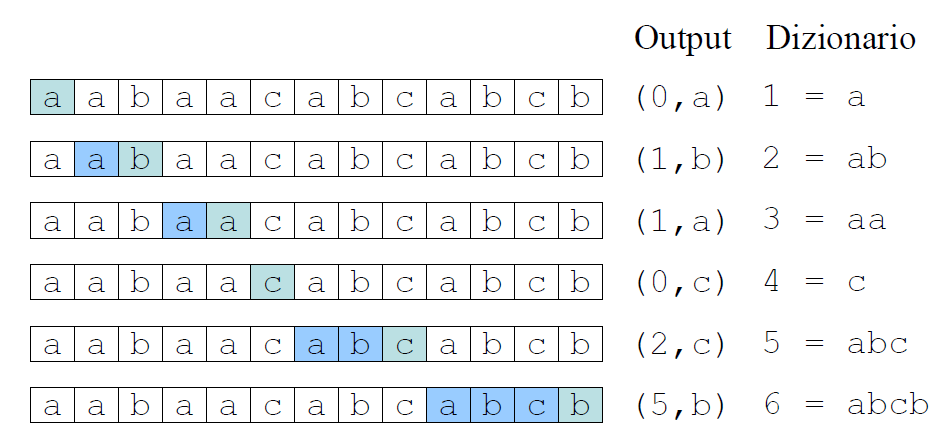 Output Dizionario
a a b a a c a b c a b c b (0,a) 1 = a
a a b a a c a b c a b c b (1,b) 2 = ab
a a b a a c a b c a b c b (1,a) 3 = aa
a a b a a c a b c a b c b (0,c) 4 = c
a a b a a c a b c a b c b (2,c) 5 = abc
a a b a a c a b c a b c b (5,b) 6 = abcb